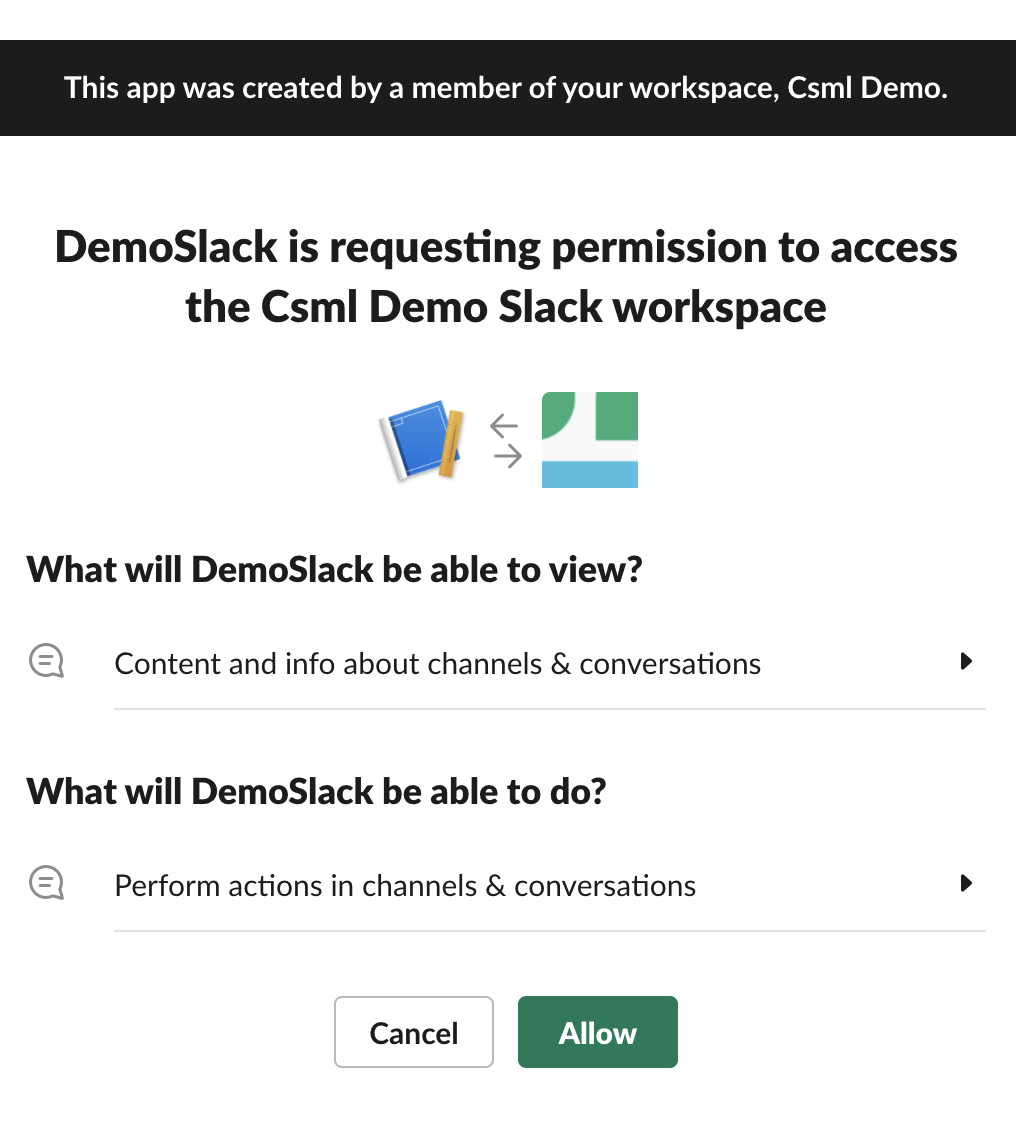 This app was created by a member of your workspace, Csml Demo.
DemoSlack is requesting permission to access
the Csml Demo Slack workspace
What will DemoSlack be able to view?
Content and info about channels & conversations
What will DemoSlack be able to do?
Perform actions in channels & conversations
Cancel
Allow